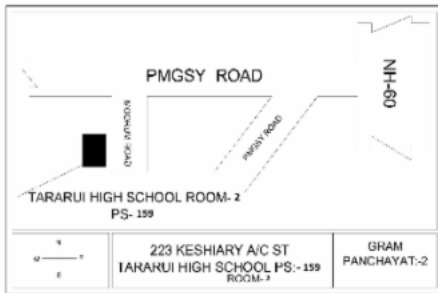 PMGSY ROAD
NH-60
ROAD
PMGSY ROAD
TARARUI HIGH SCHOOL ROOM- 2
PS- 159
N
S
223 KESHIARY A/C ST
TARARUI HIGH SCHOOL PS:- 159
ROOM- 2
GRAM
PANCHAYAT:-2